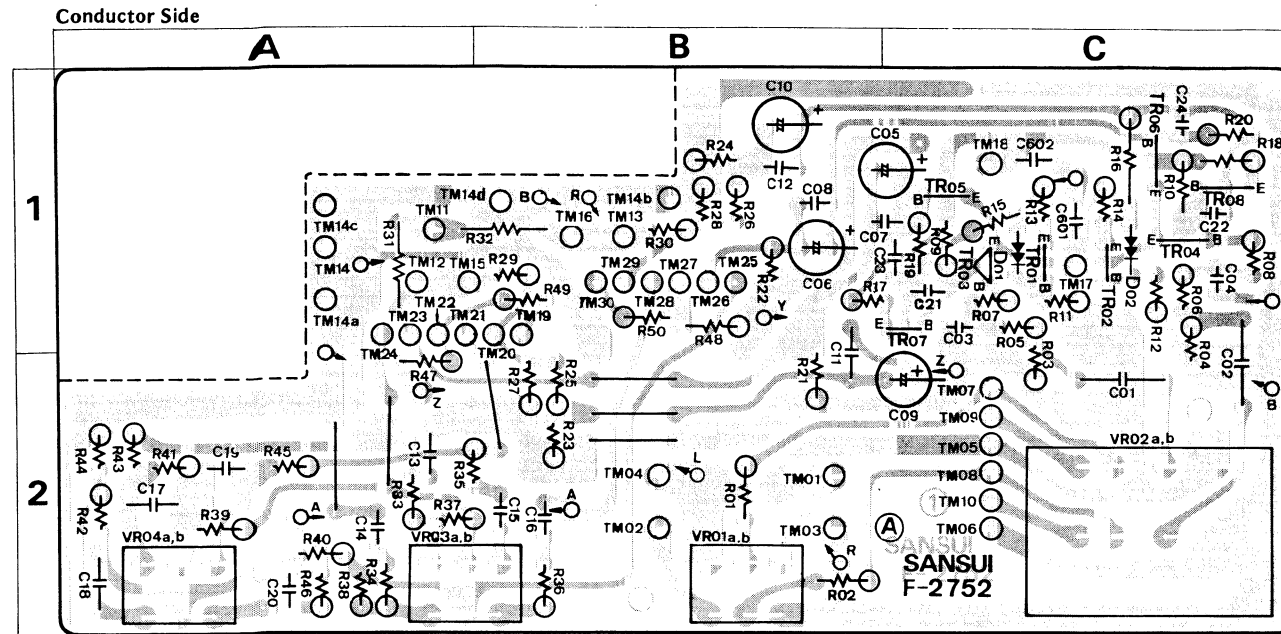 Conductor Side
A B C
1
2
C10
C05
TM18
C602
TR06
C24
R20
R18
B
E
R16
R10
TR08
C22
R24
C12
C08
TR05
B E
R15
R13
C601
R14
B E
TR04
R08
C04
TM14d
B
R
TM14b
R28
R26
TM11
TM16
TM13
R30
TM14c
R31
R32
C07
C23
R19
R09
TR03
D01
TR01
TM17
TR02
D02
TM14
TM12
TM15
R29
R49
TM29
TM27
TM25
R22
C06
R17
C21
R07
R11
R12
R06
TM14a
TM22
TM30
TM28
TM26
TM23
TM21
TM19
R50
R48
Y
E B
TR07
C03
R05
R03
R04
C02
TM24
TM20
R47
Z
R27
R25
R21
C11
C09
Z
TM07
C01
B
TM09
R44
R43
R41
C19
R45
C13
R35
R23
TM05
VR02a,b
TM04
L
R01
TM01
TM08
C17
R33
C15
C16
A
TM10
R42
R39
A
C14
R37
TM02
TM03
A
TM06
VR04a,b
R40
VR03a,b
VR01a,b
R
SANSUI
SANSUI
F-2752
C18
C20
R46
R38
R34
R36
R02